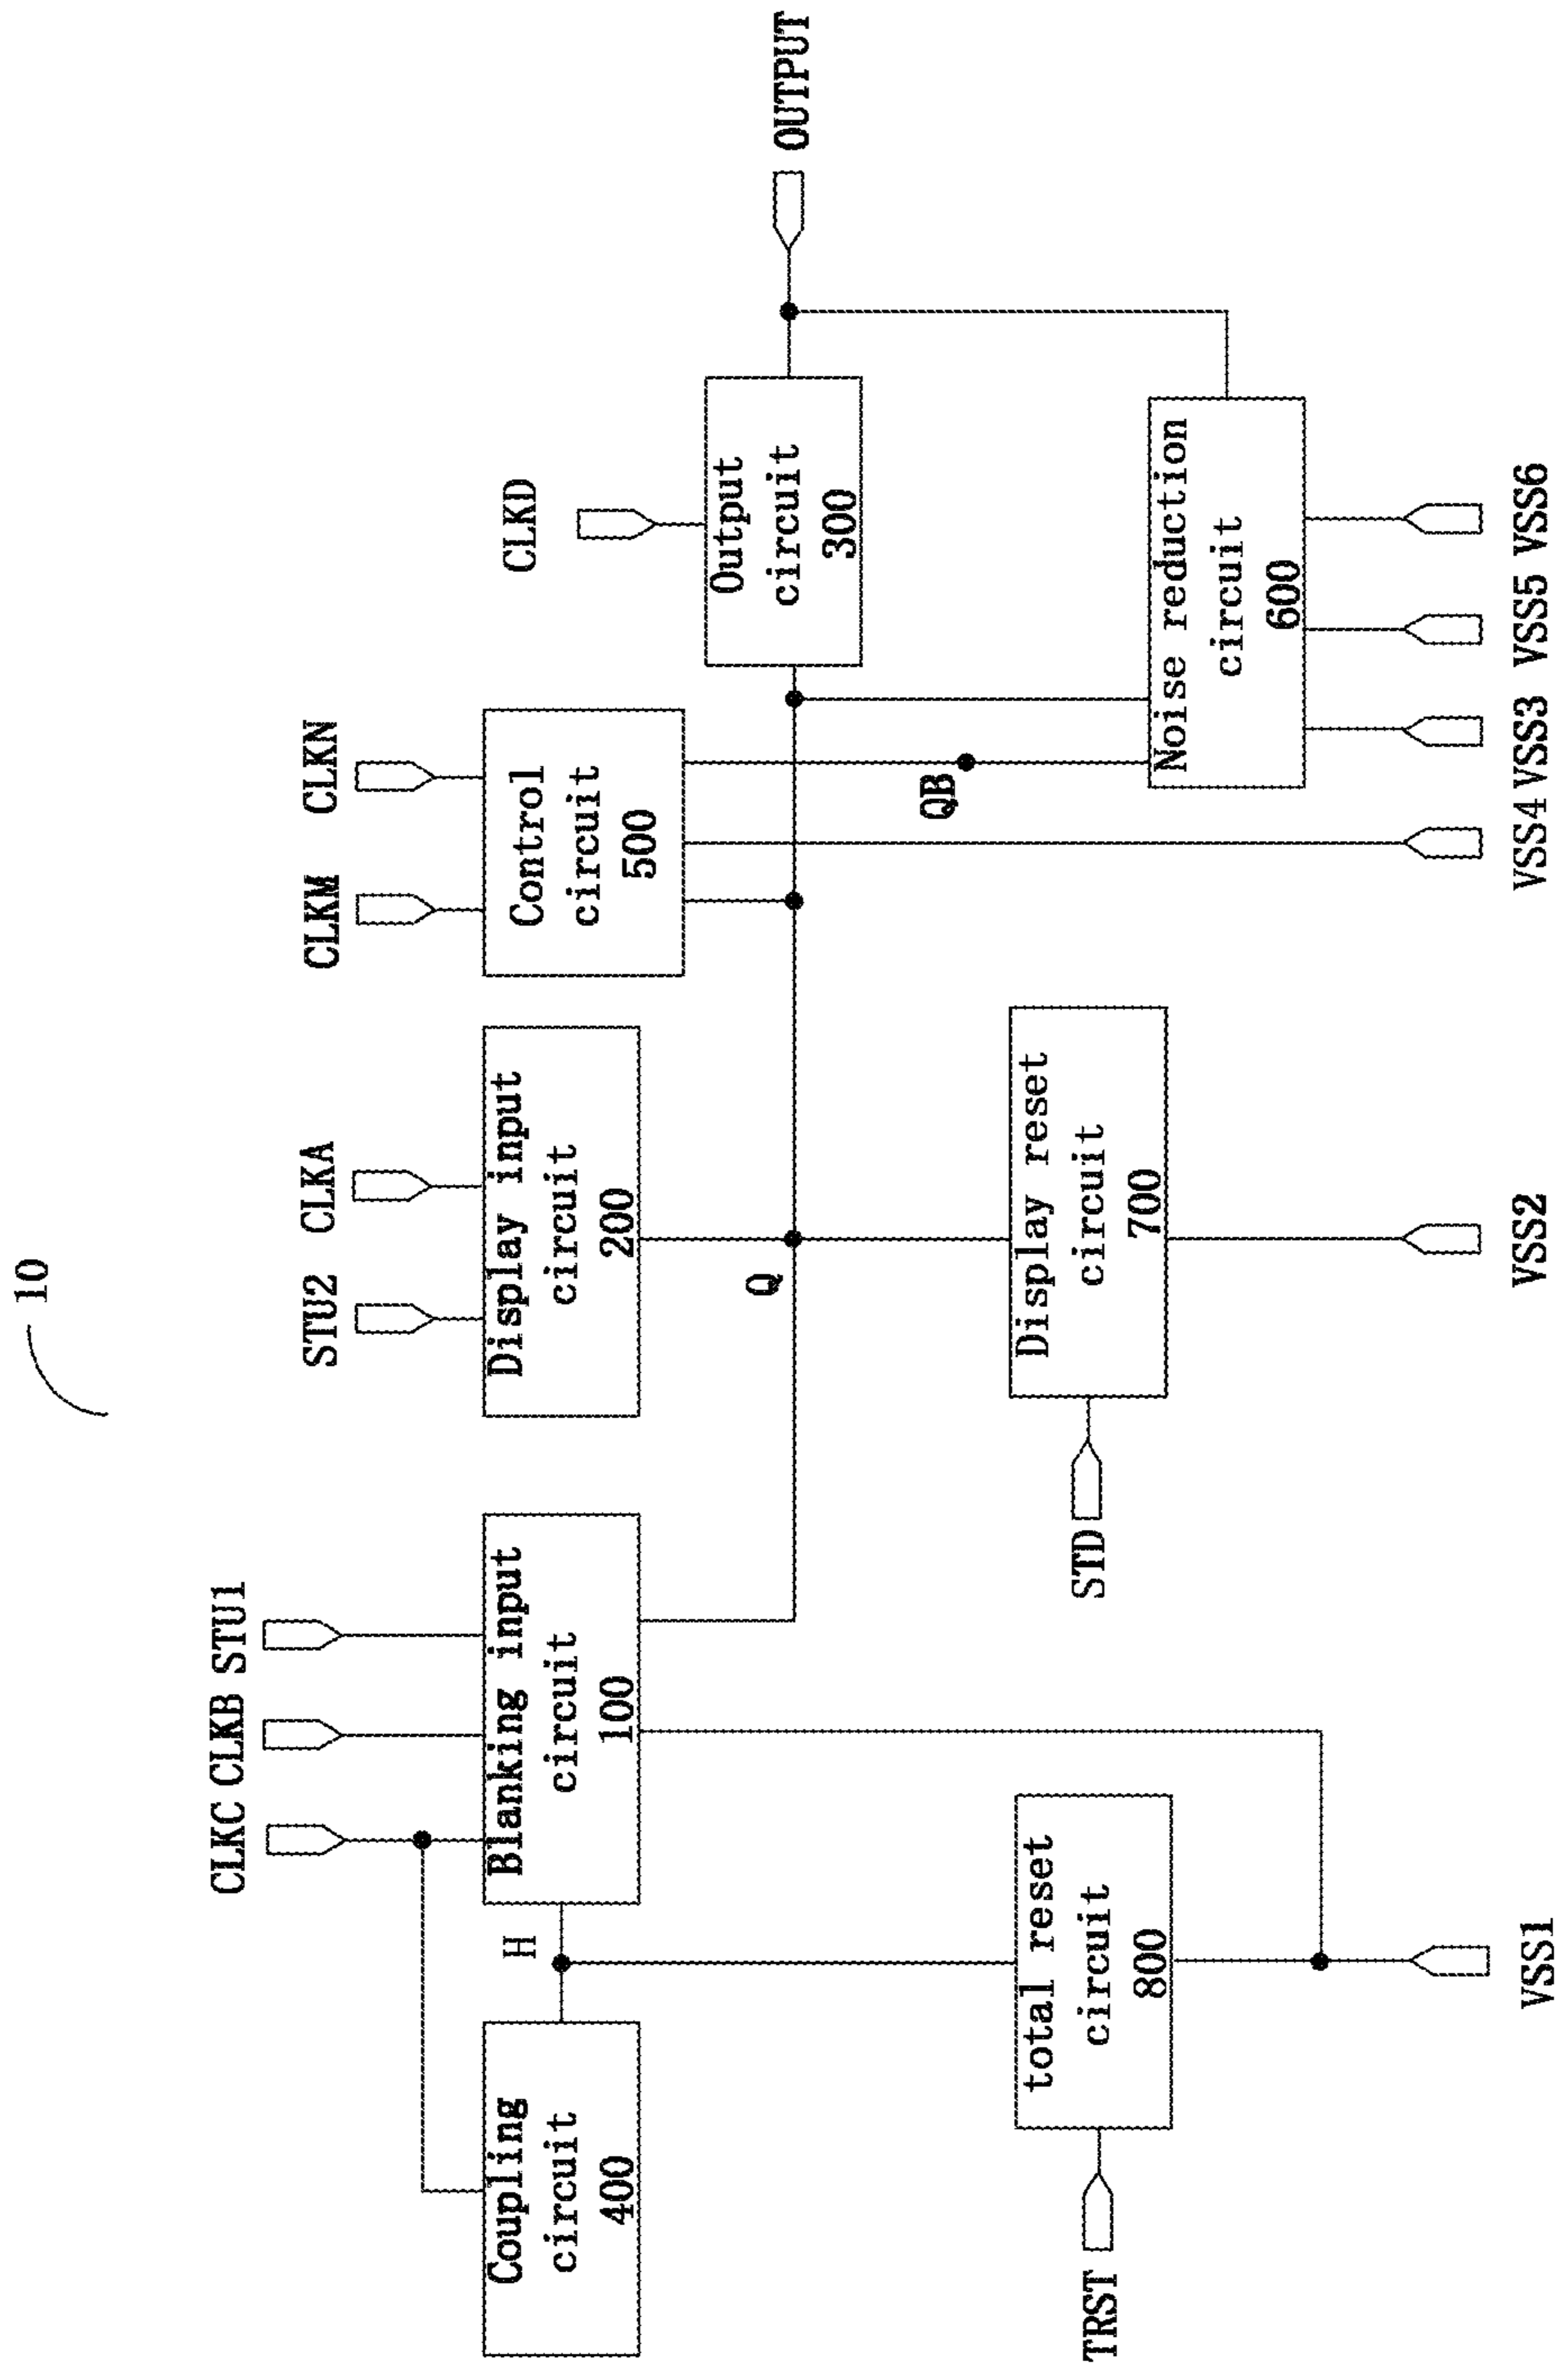 10
CLKC
CLKB
STU1
STU2
CLKA
CLKM
CLKN
CLKD
Coupling
circuit
400
H
Blanking input
circuit
100
Display input
circuit
200
Control
circuit
500
Output
circuit
300
OUTPUT
Q
QB
TRST
total reset
circuit
800
STD
Display reset
circuit
700
Noise reduction
circuit
600
VSS1
VSS2
VSS4
VSS3
VSS5
VSS6